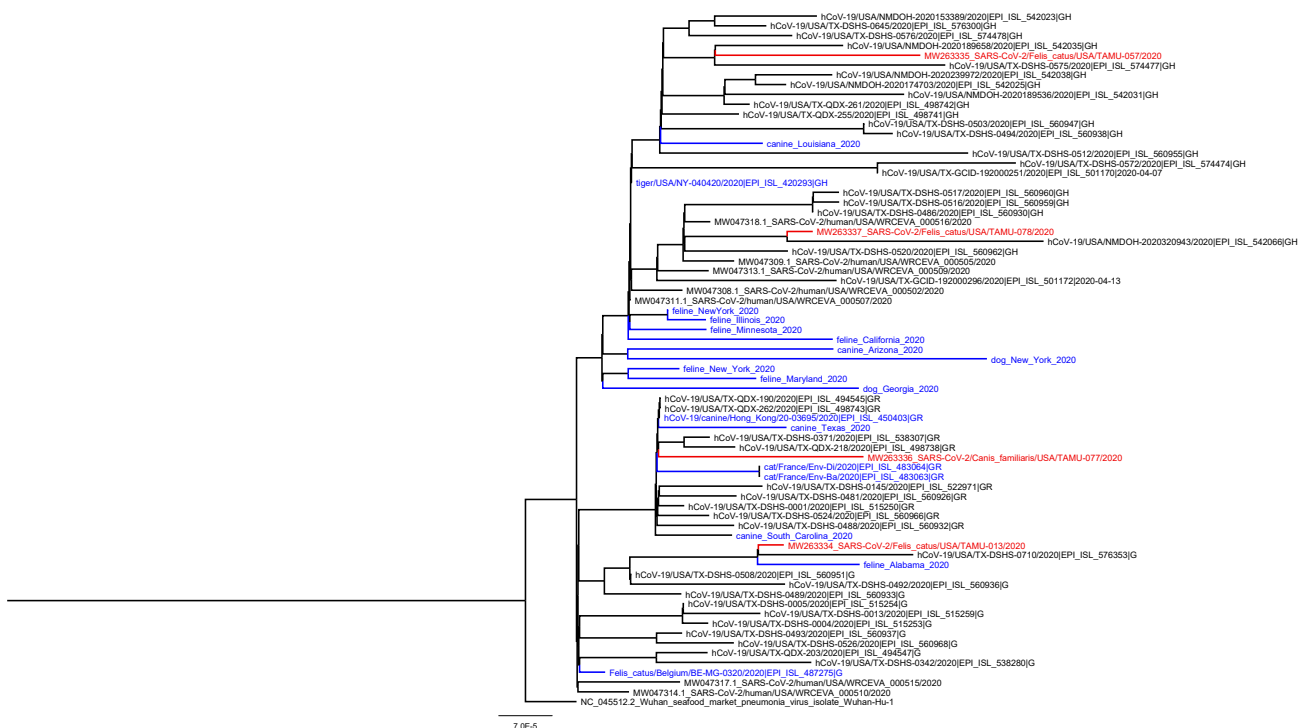 hCoV-19/USA/NMDOH-2020153389/2020|EPI_ISL_542023|GH
hCoV-19/USA/TX-DSHS-0645/2020|EPI_ISL_576300|GH
hCoV-19/USA/TX-DSHS-0576/2020|EPI_ISL_574478|GH
hCoV-19/USA/NMDOH-2020189658/2020|EPI_ISL_542035|GH
MW263335_SARS-CoV-2/Felis_catus/USA/TAMU-057/2020
hCoV-19/USA/TX-DSHS-0575/2020|EPI_ISL_574477|GH
hCoV-19/USA/NMDOH-2020239972/2020|EPI_ISL_542038|GH
hCoV-19/USA/NMDOH-2020174703/2020|EPI_ISL_542025|GH
hCoV-19/USA/NMDOH-2020189536/2020|EPI_ISL_542031|GH
hCoV-19/USA/TX-QDX-261/2020|EPI_ISL_498742|GH
hCoV-19/USA/TX-QDX-255/2020|EPI_ISL_498741|GH
hCoV-19/USA/TX-DSHS-0503/2020|EPI_ISL_560947|GH
hCoV-19/USA/TX-DSHS-0494/2020|EPI_ISL_560938|GH
canine_Louisiana_2020
hCoV-19/USA/TX-DSHS-0512/2020|EPI_ISL_560955|GH
hCoV-19/USA/TX-DSHS-0572/2020|EPI_ISL_574474|GH
hCoV-19/USA/TX-GCID-192000251/2020|EPI_ISL_501170|2020-04-07
tiger/USA/NY-040420/2020|EPI_ISL_420293|GH
hCoV-19/USA/TX-DSHS-0517/2020|EPI_ISL_560960|GH
hCoV-19/USA/TX-DSHS-0516/2020|EPI_ISL_560959|GH
hCoV-19/USA/TX-DSHS-0486/2020|EPI_ISL_560930|GH
MW047318.1_SARS-CoV-2/human/USA/WRCEVA_000516/2020
MW263337_SARS-CoV-2/Felis_catus/USA/TAMU-078/2020
hCoV-19/USA/NMDOH-2020320943/2020|EPI_ISL_542066|GH
hCoV-19/USA/TX-DSHS-0520/2020|EPI_ISL_560962|GH
MW047309.1_SARS-CoV-2/human/USA/WRCEVA_000505/2020
MW047313.1_SARS-CoV-2/human/USA/WRCEVA_000509/2020
hCoV-19/USA/TX-GCID-192000296/2020|EPI_ISL_501172|2020-04-13
MW047308.1_SARS-CoV-2/human/USA/WRCEVA_000502/2020
MW047311.1_SARS-CoV-2/human/USA/WRCEVA_000507/2020
feline_NewYork_2020
feline_Illinois_2020
feline_Minnesota_2020
feline_California_2020
canine_Arizona_2020
dog_New_York_2020
feline_New_York_2020
feline_Maryland_2020
dog_Georgia_2020
hCoV-19/USA/TX-QDX-190/2020|EPI_ISL_494545|GR
hCoV-19/USA/TX-QDX-262/2020|EPI_ISL_498743|GR
hCoV-19/canine/Hong_Kong/20-03695/2020|EPI_ISL_450403|GR
canine_Texas_2020
hCoV-19/USA/TX-DSHS-0371/2020|EPI_ISL_538307|GR
hCoV-19/USA/TX-QDX-218/2020|EPI_ISL_498738|GR
MW263336_SARS-CoV-2/Canis_familiaris/USA/TAMU-077/2020
cat/France/Env-Di/2020|EPI_ISL_483064|GR
cat/France/Env-Ba/2020|EPI_ISL_483063|GR
hCoV-19/USA/TX-DSHS-0145/2020|EPI_ISL_522971|GR
hCoV-19/USA/TX-DSHS-0481/2020|EPI_ISL_560926|GR
hCoV-19/USA/TX-DSHS-0001/2020|EPI_ISL_515250|GR
hCoV-19/USA/TX-DSHS-0524/2020|EPI_ISL_560966|GR
hCoV-19/USA/TX-DSHS-0488/2020|EPI_ISL_560932|GR
canine_South_Carolina_2020
MW263334_SARS-CoV-2/Felis_catus/USA/TAMU-013/2020
hCoV-19/USA/TX-DSHS-0710/2020|EPI_ISL_576353|G
feline_Alabama_2020
hCoV-19/USA/TX-DSHS-0508/2020|EPI_ISL_560951|G
hCoV-19/USA/TX-DSHS-0492/2020|EPI_ISL_560936|G
hCoV-19/USA/TX-DSHS-0489/2020|EPI_ISL_560933|G
hCoV-19/USA/TX-DSHS-0005/2020|EPI_ISL_515254|G
hCoV-19/USA/TX-DSHS-0013/2020|EPI_ISL_515259|G
hCoV-19/USA/TX-DSHS-0004/2020|EPI_ISL_515253|G
hCoV-19/USA/TX-DSHS-0493/2020|EPI_ISL_560937|G
hCoV-19/USA/TX-DSHS-0526/2020|EPI_ISL_560968|G
hCoV-19/USA/TX-QDX-203/2020|EPI_ISL_494547|G
hCoV-19/USA/TX-DSHS-0342/2020|EPI_ISL_538280|G
Felis_catus/Belgium/BE-MG-0320/2020|EPI_ISL_487275|G
MW047317.1_SARS-CoV-2/human/USA/WRCEVA_000515/2020
MW047314.1_SARS-CoV-2/human/USA/WRCEVA_000510/2020
NC_045512.2_Wuhan_seafood_market_pneumonia_virus_isolate_Wuhan-Hu-1
7.0E-5